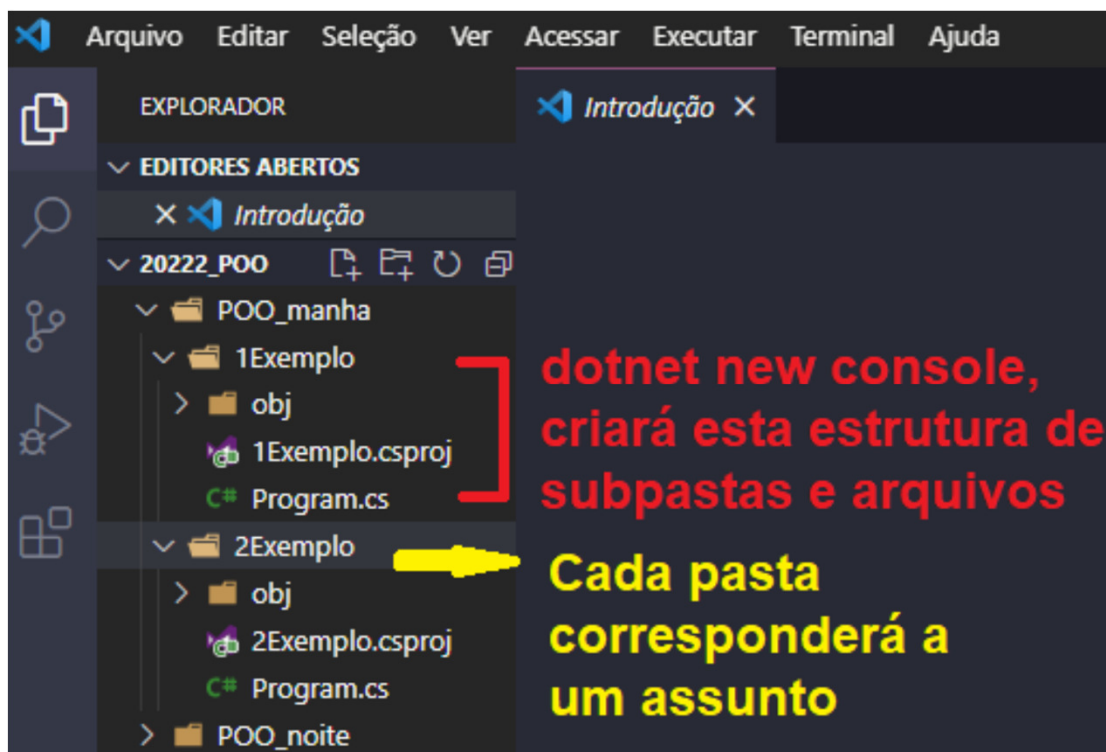 Arquivo Editar Seleção Ver Acessar Executar Terminal Ajuda
EXPLORADOR
Introdução
EDITORES ABERTOS
Introdução
20222_POO
POO_manha
1Exemplo
obj
1Exemplo.csproj
C# Program.cs
2Exemplo
obj
2Exemplo.csproj
C# Program.cs
POO_noite
dotnet new console,
criará esta estrutura de
subpastas e arquivos
Cada pasta
corresponderá a
um assunto